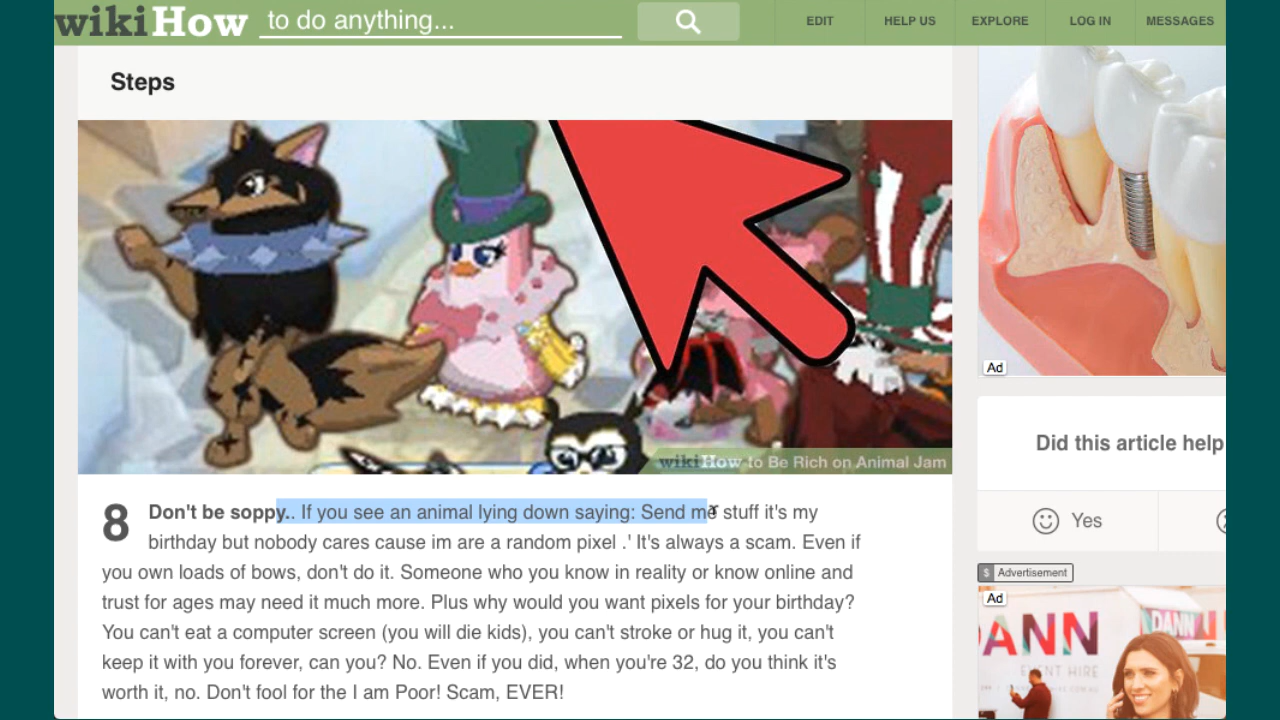 wikiHow to do anything...
EDIT
HELP US
EXPLORE
LOG IN
MESSAGES
Steps
wikiHow to Be Rich on Animal Jam
8
Don't be soppy.. If you see an animal lying down saying: Send me stuff it's my
birthday but nobody cares cause im are a random pixel .' It's always a scam. Even if
you own loads of bows, don't do it. Someone who you know in reality or know online and
trust for ages may need it much more. Plus why would you want pixels for your birthday?
You can't eat a computer screen (you will die kids), you can't stroke or hug it, you can't
keep it with you forever, can you? No. Even if you did, when you're 32, do you think it's
worth it, no. Don't fool for the I am Poor! Scam, EVER!
Ad
Did this article help
Yes
$ Advertisement
Ad
DANN
DANN
EVENT HIRE